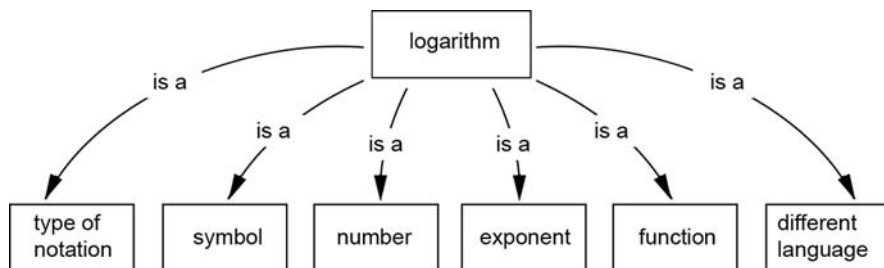 logarithm
is a
is a
is a
is a
is a
is a
type of
notation
symbol
number
exponent
function
different
language